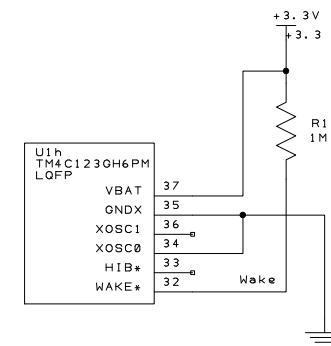 +3.3V
+3.3
R1
1M
U1h
TM4C123GH6PM
LQFP
VBAT 37
GNDX 35
XOSC1 36
XOSC0 34
HIB* 33
WAKE* 32
Wake